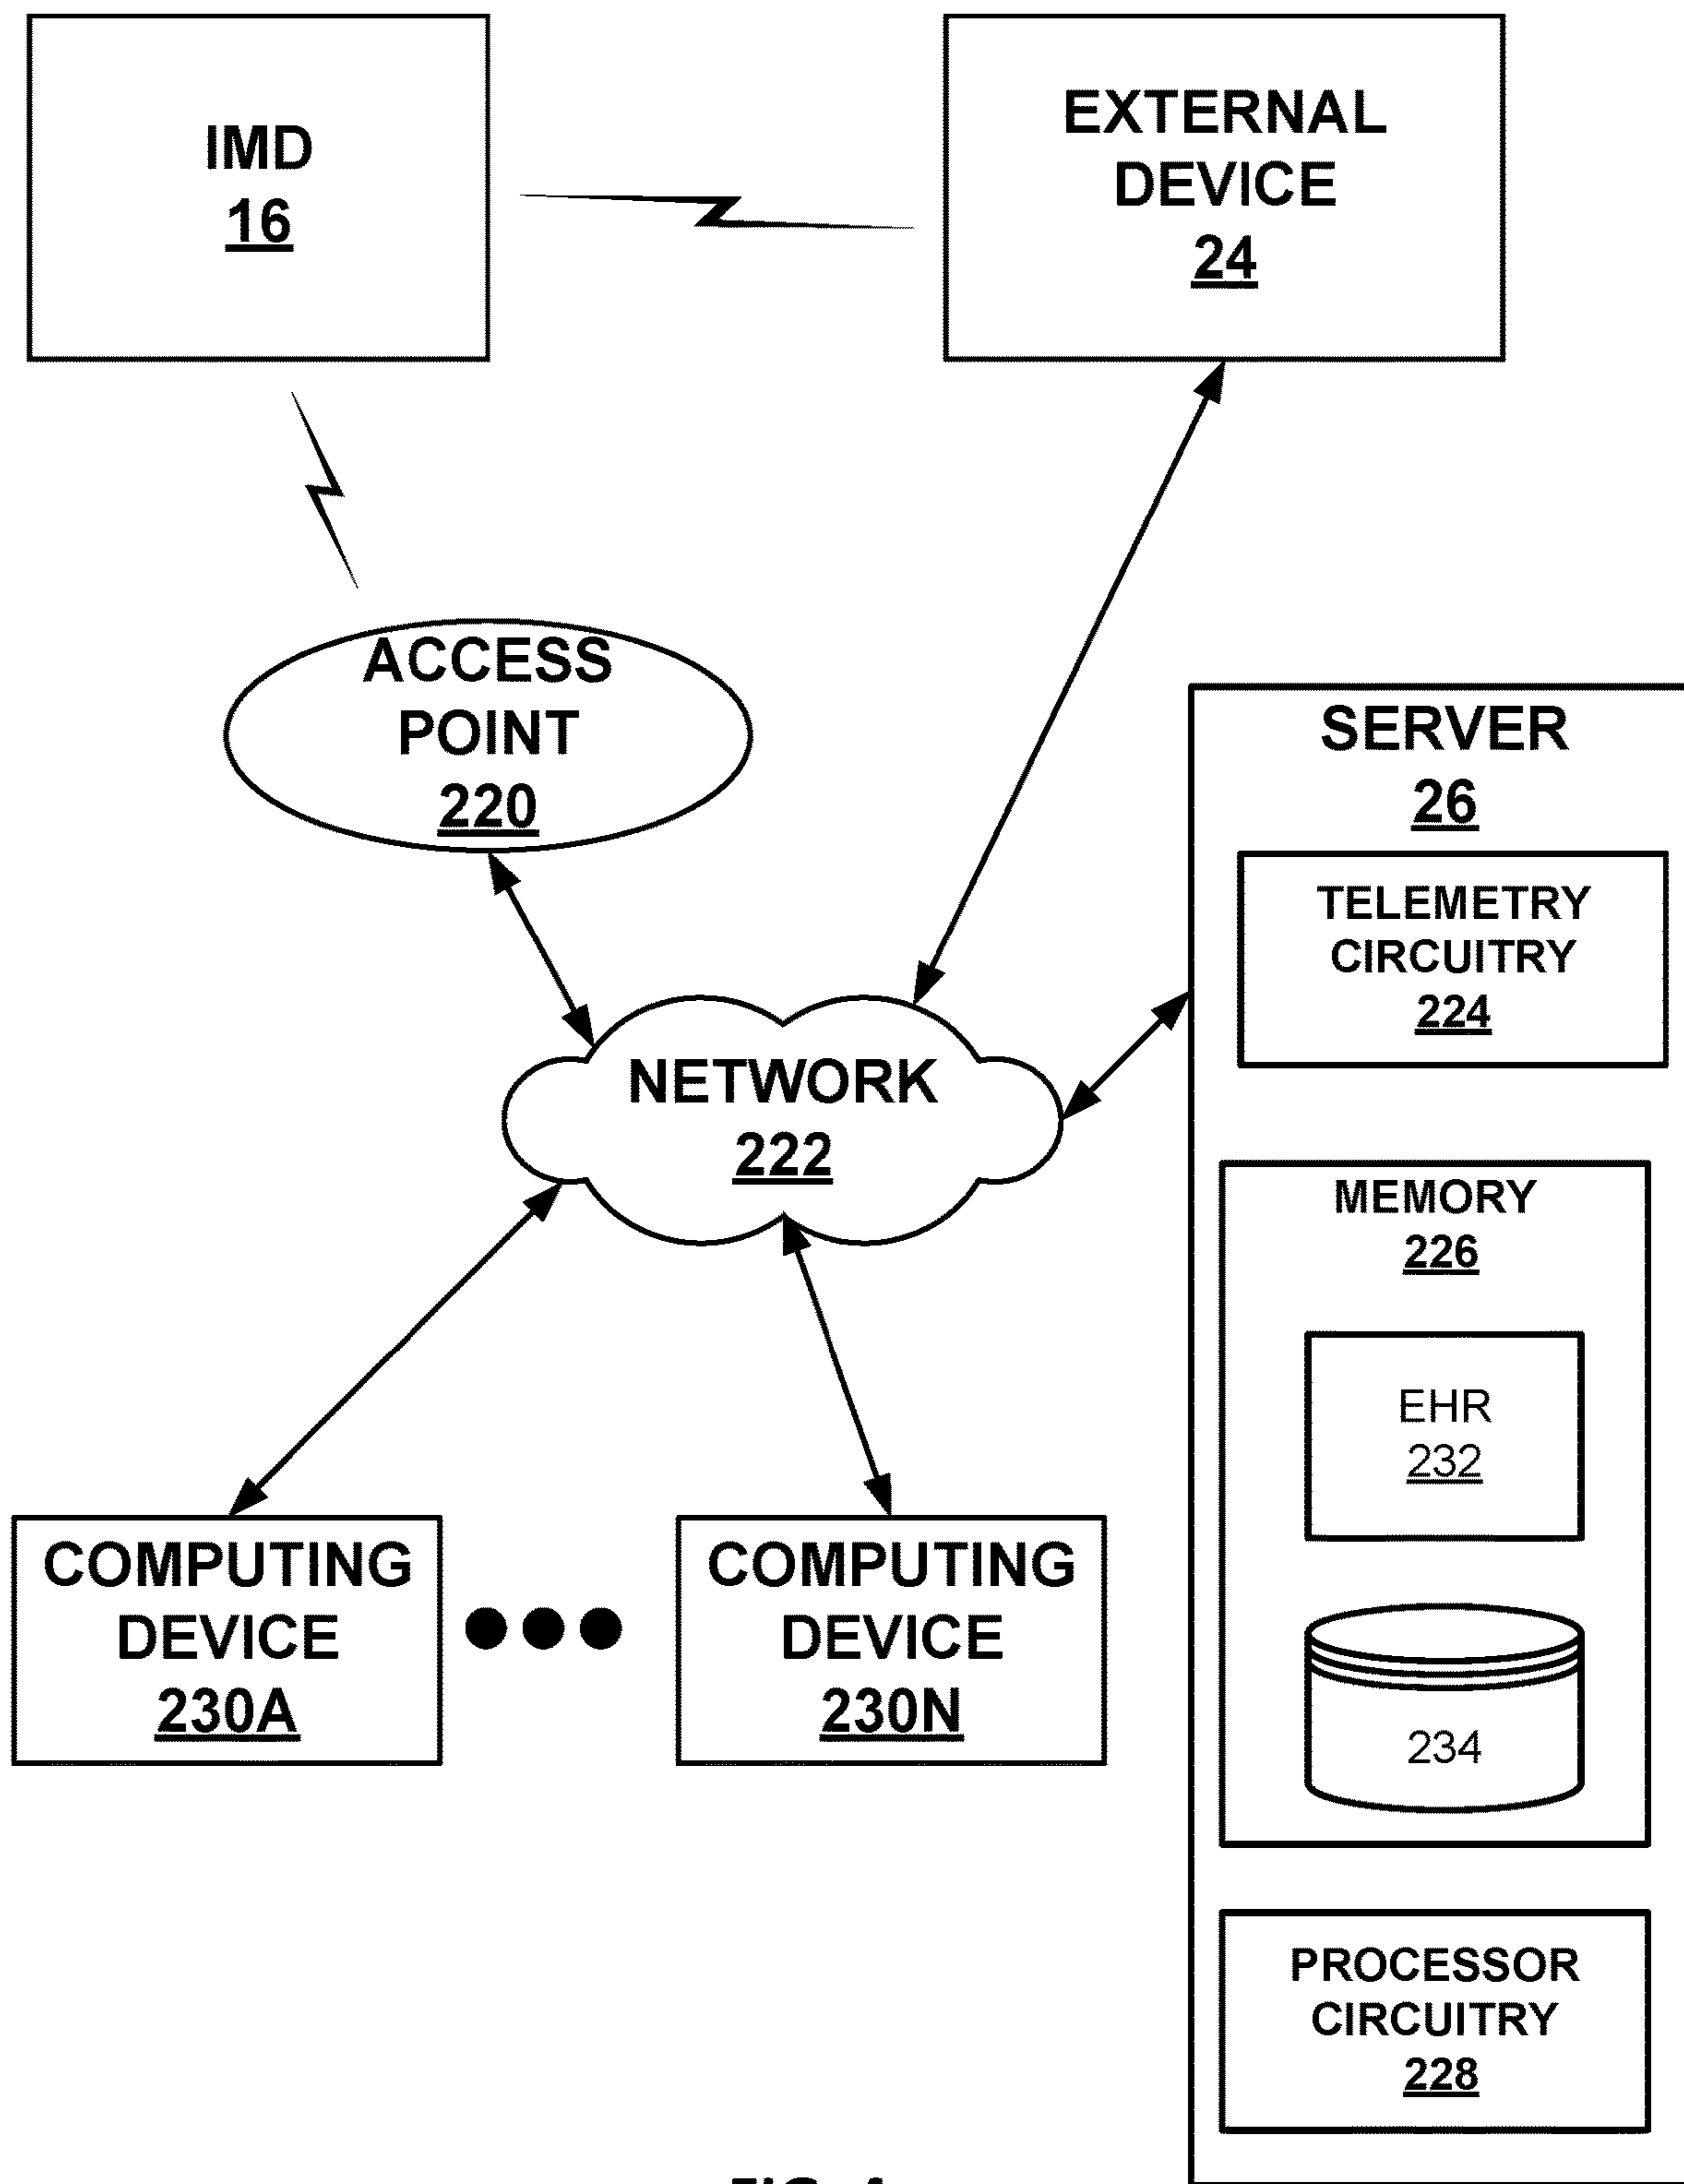 IMD
16
EXTERNAL
DEVICE
24
ACCESS
POINT
220
SERVER
26
TELEMETRY
CIRCUITRY
224
NETWORK
222
MEMORY
226
EHR
232
234
COMPUTING
DEVICE
230A
COMPUTING
DEVICE
230N
PROCESSOR
CIRCUITRY
228